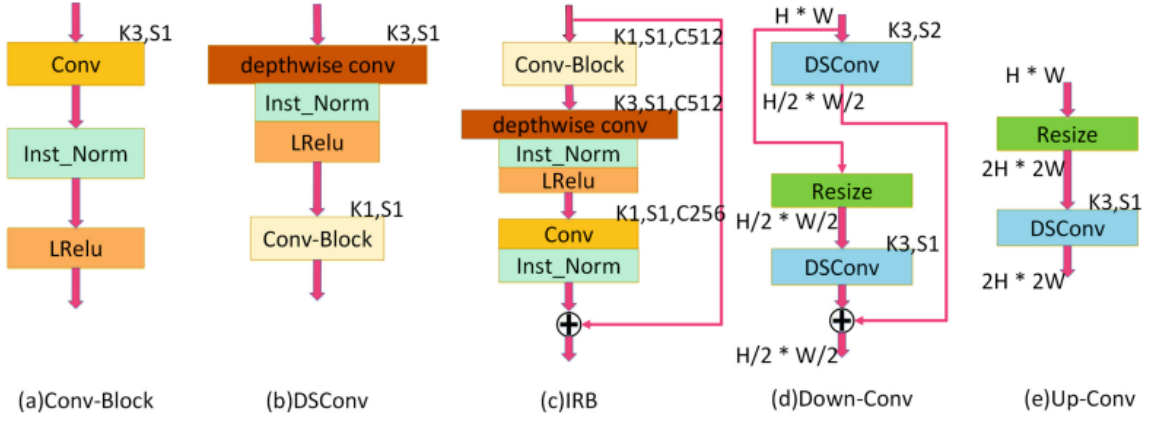 K3,S1
Conv
Inst_Norm
LRelu
(a)Conv-Block
K3,S1
depthwise conv
Inst_Norm
LRelu
K1,S1
Conv-Block
(b)DSConv
K1,S1,C512
Conv-Block
K3,S1,C512
depthwise conv
Inst_Norm
LRelu
K1,S1,C256
Conv
Inst_Norm
(c)IRB
H * W
K3,S2
DSConv
H/2 * W/2
Resize
H/2 * W/2
K3,S1
DSConv
H/2 * W/2
(d)Down-Conv
H * W
Resize
2H * 2W
K3,S1
DSConv
2H * 2W
(e)Up-Conv